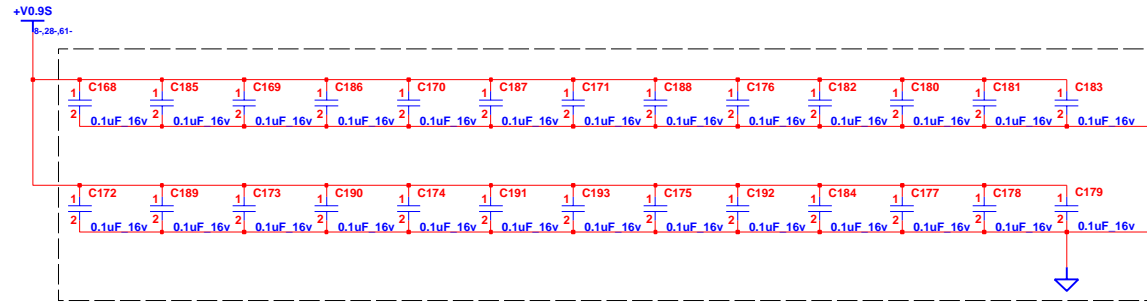 +V0.9S
8-,28-,61-
C168 C185 C169 C186 C170 C187 C171 C188 C176 C182 C180 C181 C183
1 1 1 1 1 1 1 1 1 1 1 1 1
2 2 2 2 2 2 2 2 2 2 2 2 2
0.1uF_16v 0.1uF_16v 0.1uF_16v 0.1uF_16v 0.1uF_16v 0.1uF_16v 0.1uF_16v 0.1uF_16v 0.1uF_16v 0.1uF_16v 0.1uF_16v 0.1uF_16v 0.1uF_16v
C172 C189 C173 C190 C174 C191 C193 C175 C192 C184 C177 C178 C179
1 1 1 1 1 1 1 1 1 1 1 1 1
2 2 2 2 2 2 2 2 2 2 2 2 2
0.1uF_16v 0.1uF_16v 0.1uF_16v 0.1uF_16v 0.1uF_16v 0.1uF_16v 0.1uF_16v 0.1uF_16v 0.1uF_16v 0.1uF_16v 0.1uF_16v 0.1uF_16v 0.1uF_16v